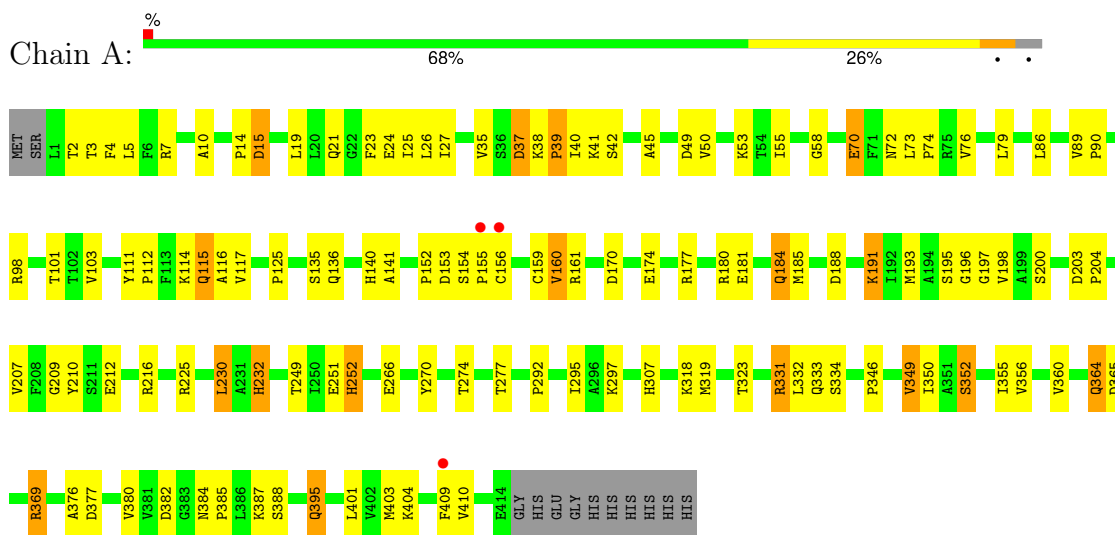 %
Chain A:
68% 26% • •
MET SER L1 T2 T3 F4 L5 F6 R7 A10 P14 D15 L19 L20 Q21 G22 F23 E24 I25 L26 I27 V35 S36 D37 K38 P39 I40 K41 S42 A45 D49 V50 K53 T54 I55 G58 E70 F71 N72 L73 P74 R75 V76 L79 L86 V89 P90
R98 T101 T102 V103 Y111 P112 F113 K114 Q115 A116 V117 P125 S135 Q136 H140 A141 P152 D153 S154 P155 C156 C159 V160 R161 D170 E174 R177 R180 E181 Q184 M185 D188 K191 I192 M193 A194 S195 G196 G197 V198 A199 S200 D203 P204
V207 F208 G209 Y210 S211 E212 R216 R225 L230 A231 H232 T249 I250 E251 H252 E266 Y270 T274 T277 P292 I295 A296 K297 H307 K318 M319 T323 R331 L332 Q333 S334 P346 V349 I350 A351 S352 I355 V356 V360 Q364
R369 A376 D377 V380 V381 D382 G383 N384 P385 L386 K387 S388 Q395 L401 V402 M403 K404 F409 V410 E414 GLY HIS GLU GLY HIS HIS HIS HIS HIS HIS